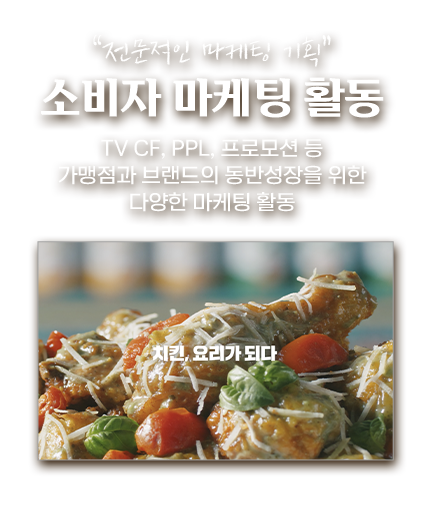 “전문적인 마케팅 기획”
소비자 마케팅 활동
TV CF, PPL, 프로모션 등
가맹점과 브랜드의 동반성장을 위한
다양한 마케팅 활동
치킨, 요리가 되다